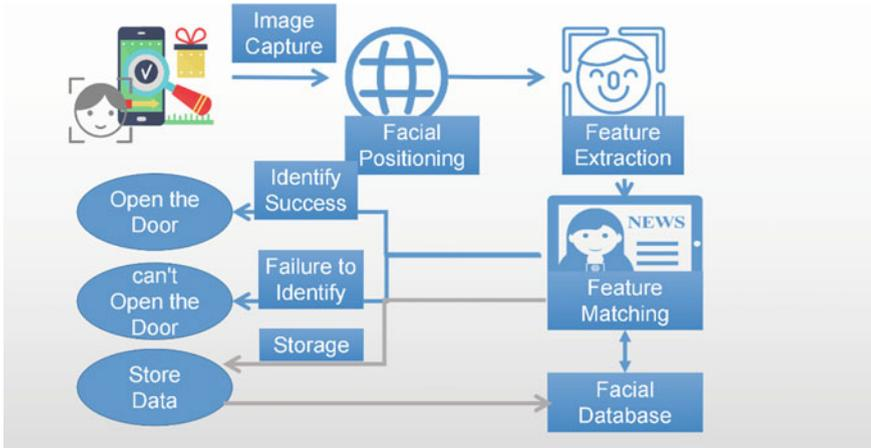 Image
Capture
Facial
Positioning
Feature
Extraction
Identify
Success
Open the
Door
NEWS
Failure to
Identify
can't
Open the
Door
Feature
Matching
Storage
Store
Data
Facial
Database